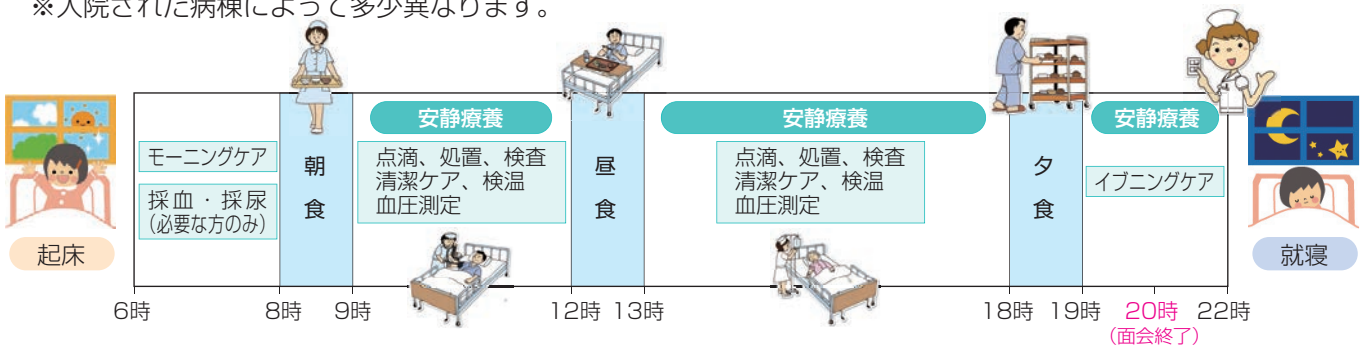 ※入院された病棟によって多少異なります。
安静療養
安静療養
安静療養
モーニングケア
採血・採尿
(必要な方のみ)
朝
食
点滴、処置、検査
清潔ケア、検温
血圧測定
昼
食
点滴、処置、検査
清潔ケア、検温
血圧測定
夕
食
イブニングケア
起床
就寝
6時
8時
9時
12時
13時
18時
19時
20時
22時
(面会終了)